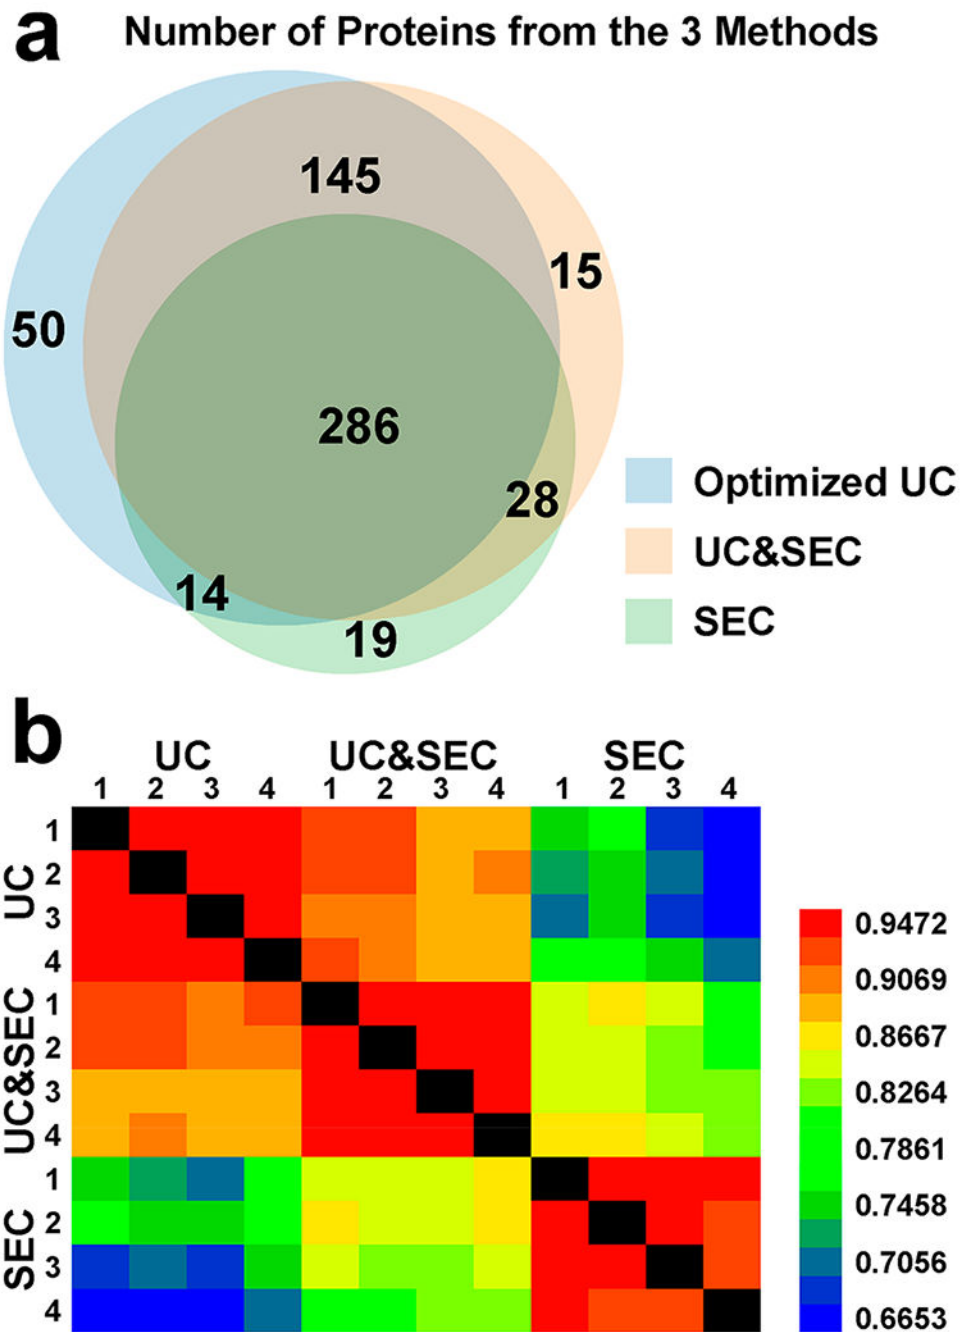 a Number of Proteins from the 3 Methods
145
15
50
286
28
14
19
Optimized UC
UC&SEC
SEC
b
UC UC&SEC SEC
1 2 3 4 1 2 3 4 1 2 3 4
UC
1
2
3
4
UC&SEC
1
2
3
4
SEC
1
2
3
4
0.9472
0.9069
0.8667
0.8264
0.7861
0.7458
0.7056
0.6653